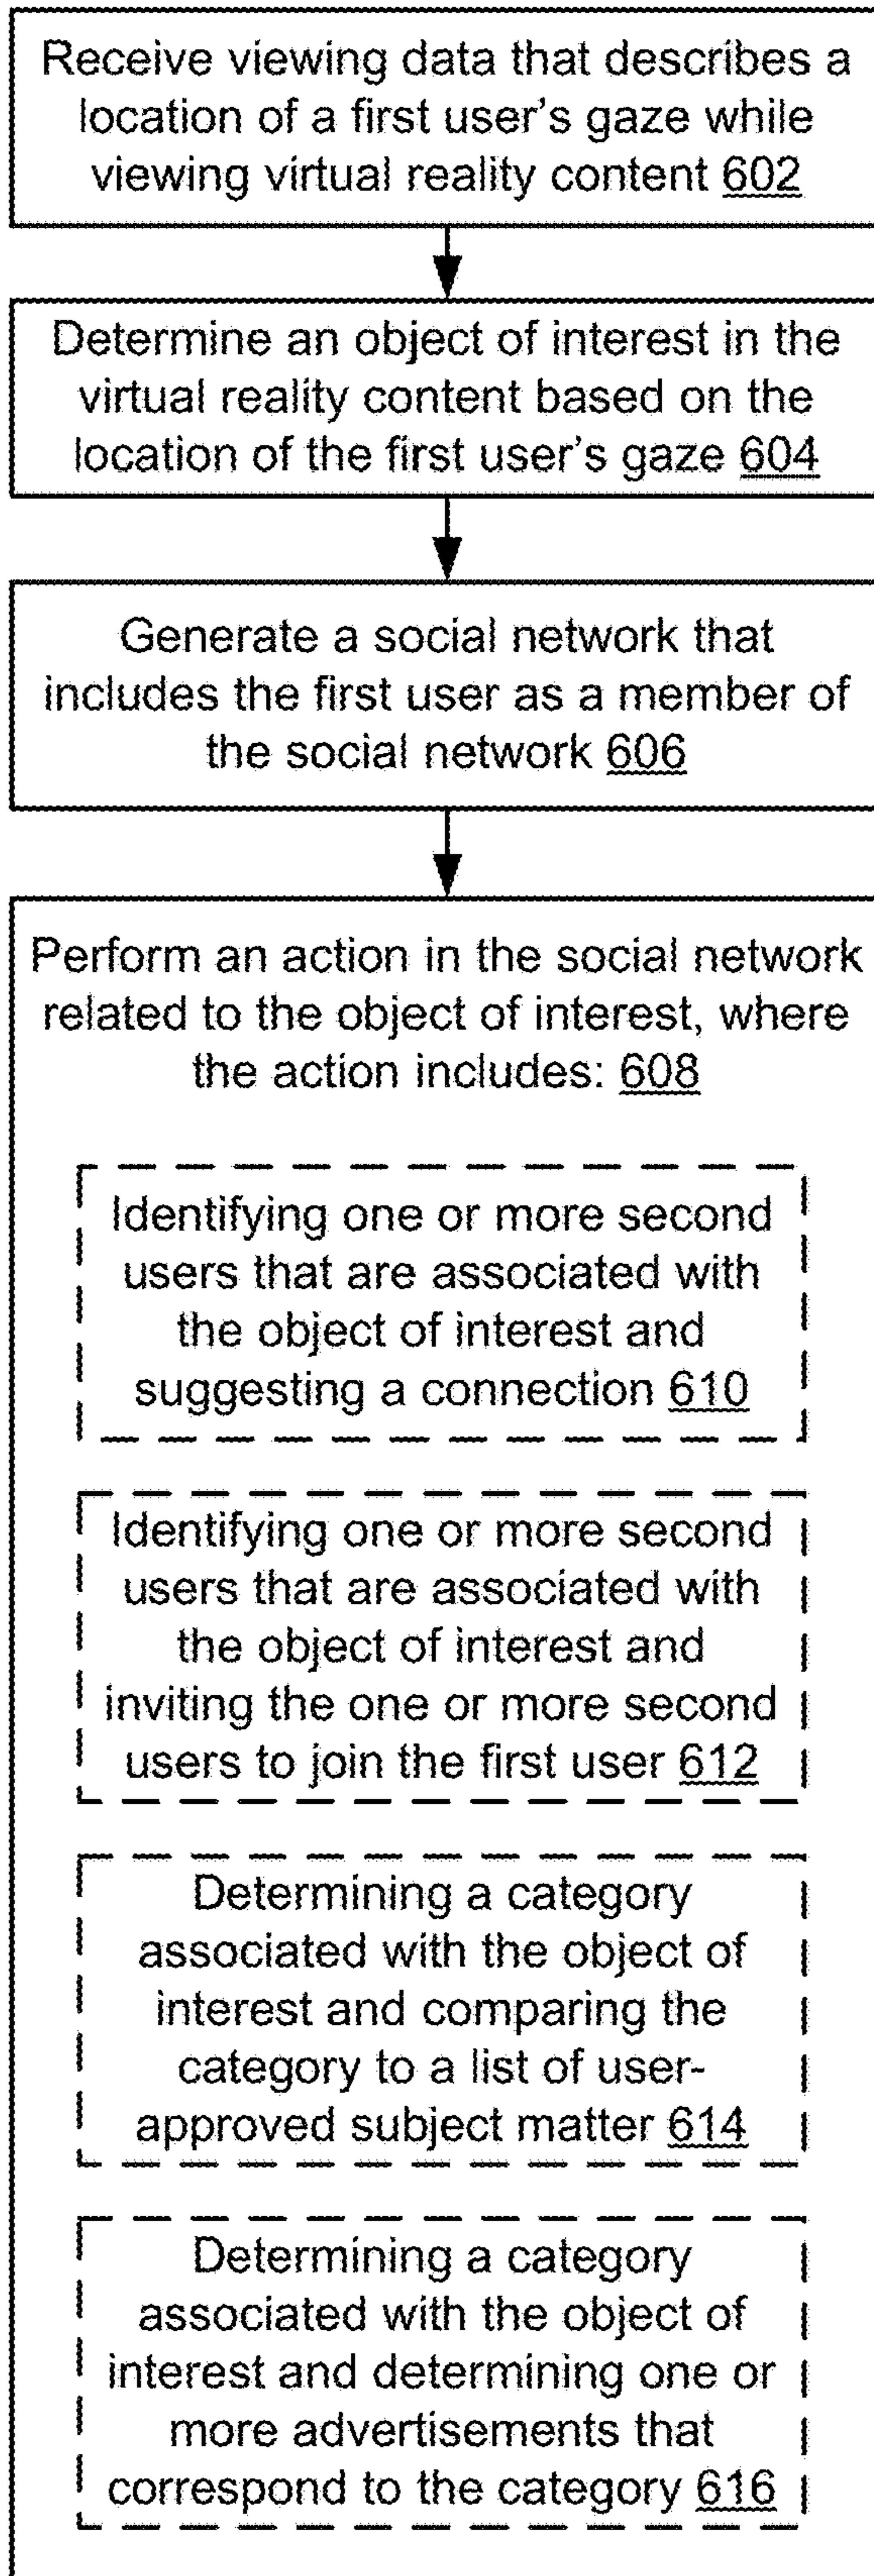 Receive viewing data that describes a
location of a first user's gaze while
viewing virtual reality content 602
Determine an object of interest in the
virtual reality content based on the
location of the first user's gaze 604
Generate a social network that
includes the first user as a member of
the social network 606
Perform an action in the social network
related to the object of interest, where
the action includes: 608
Identifying one or more second
users that are associated with
the object of interest and
suggesting a connection 610
Identifying one or more second
users that are associated with
the object of interest and
inviting the one or more second
users to join the first user 612
Determining a category
associated with the object of
interest and comparing the
category to a list of user-
approved subject matter 614
Determining a category
associated with the object of
interest and determining one or
more advertisements that
correspond to the category 616